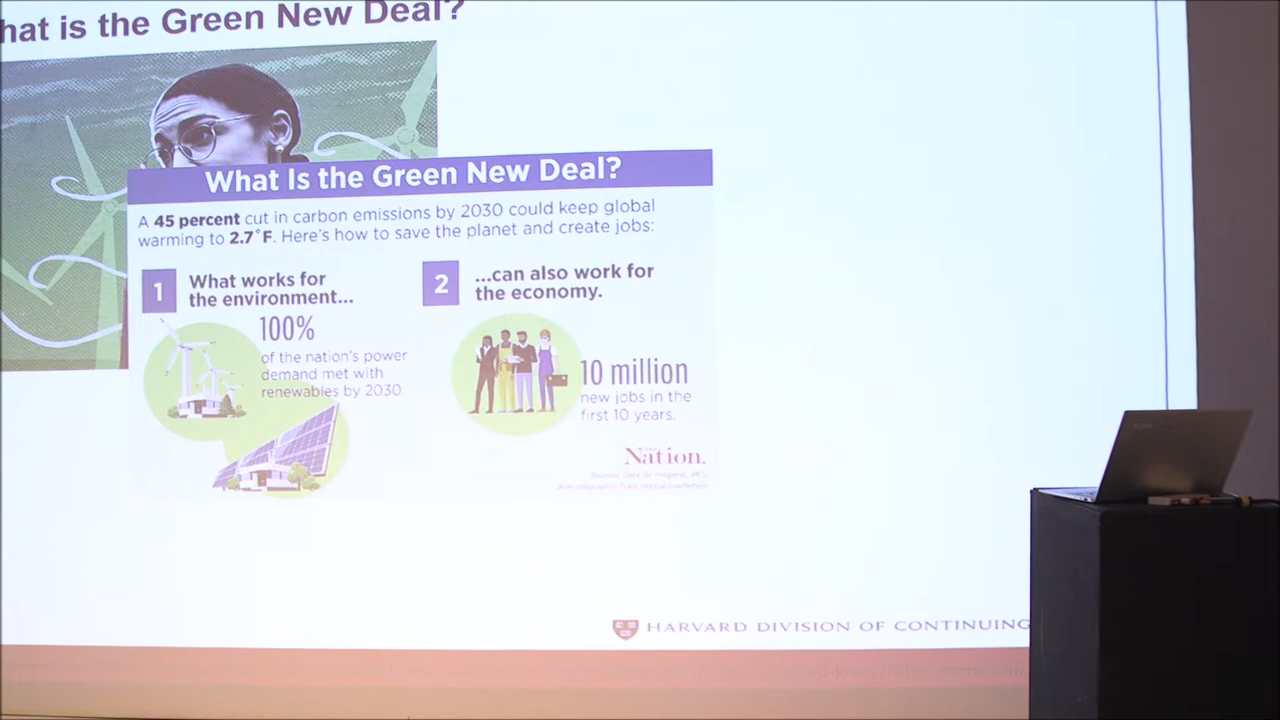 hat is the Green New Deal?
What Is the Green New Deal?
A 45 percent cut in carbon emissions by 2030 could keep global
warming to 2.7°F. Here's how to save the planet and create jobs:
1
What works for
the environment...
100%
of the nation's power
demand met with
renewables by 2030.
2
...can also work for
the economy.
10 million
new jobs in the
first 10 years.
The Nation.
HARVARD DIVISION OF CONTINUING